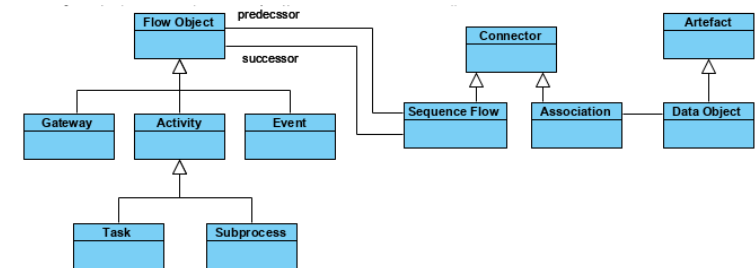 predecssor
Flow Object
Artefact
Connector
successor
Gateway
Activity
Event
Sequence Flow
Association
Data Object
Task
Subprocess